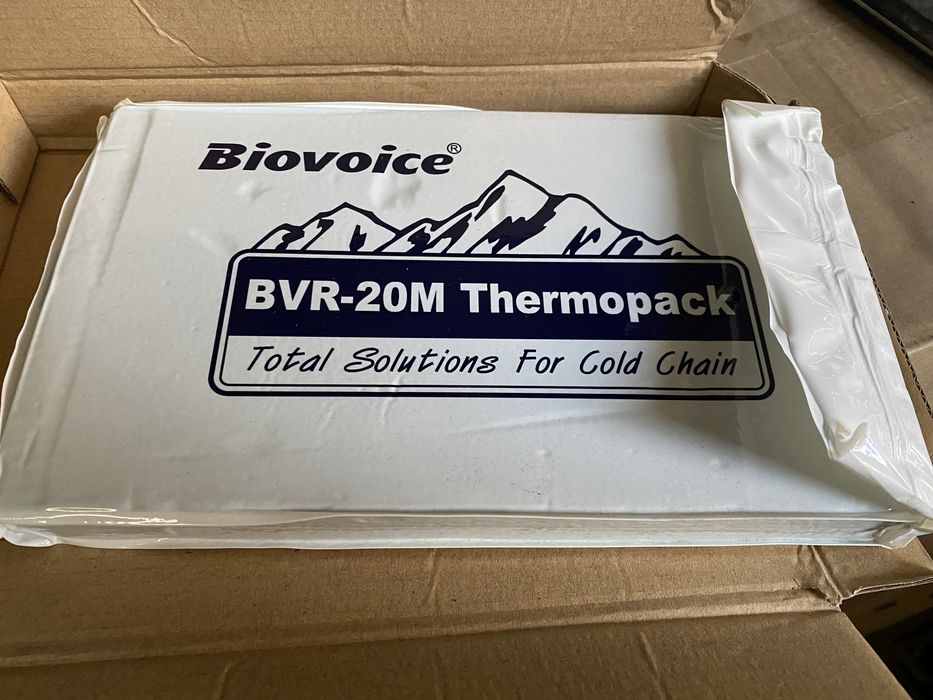 Biovoice®
BVR-20M Thermopack
Total Solutions For Cold Chain